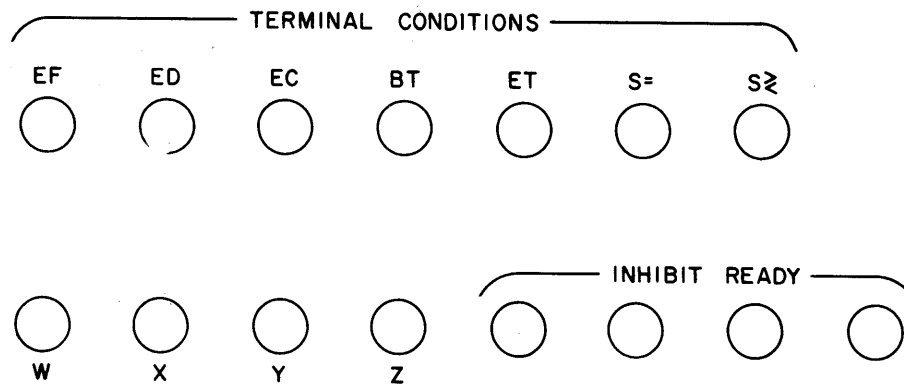 TERMINAL CONDITIONS
EF ED EC BT ET S= S≷
INHIBIT READY
W X Y Z